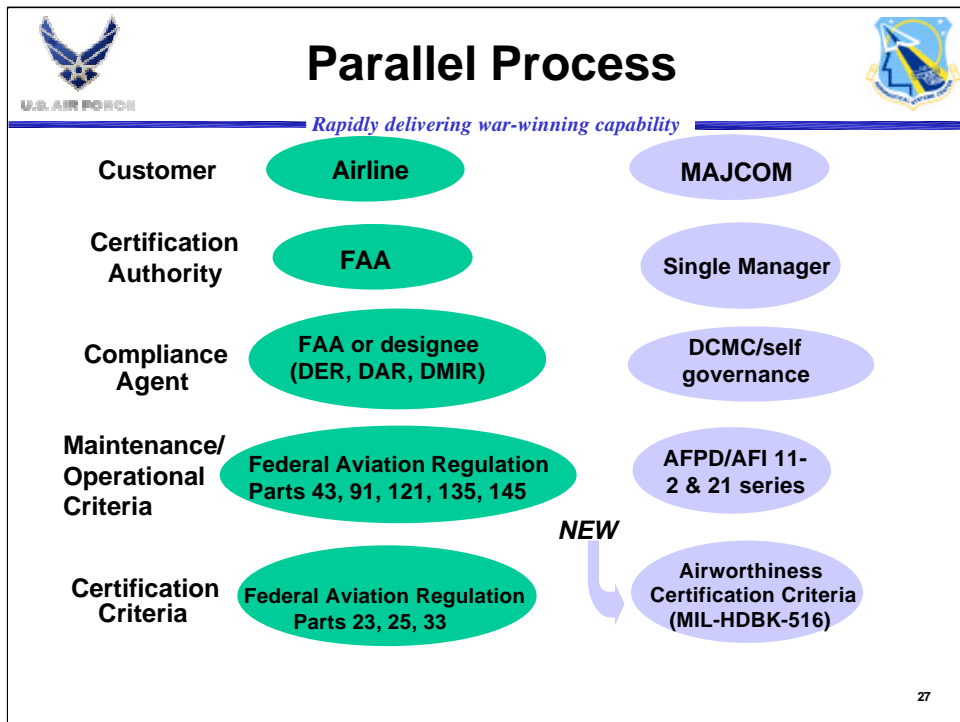 Parallel Process
U.S. AIR FORCE
Rapidly delivering war-winning capability
Customer
Airline
MAJCOM
Certification
Authority
FAA
Single Manager
Compliance
Agent
FAA or designee
(DER, DAR, DMIR)
DCMC/self
governance
Maintenance/
Operational
Criteria
Federal Aviation Regulation
Parts 43, 91, 121, 135, 145
AFPD/AFI 11-
2 & 21 series
NEW
Certification
Criteria
Federal Aviation Regulation
Parts 23, 25, 33
Airworthiness
Certification Criteria
(MIL-HDBK-516)
27